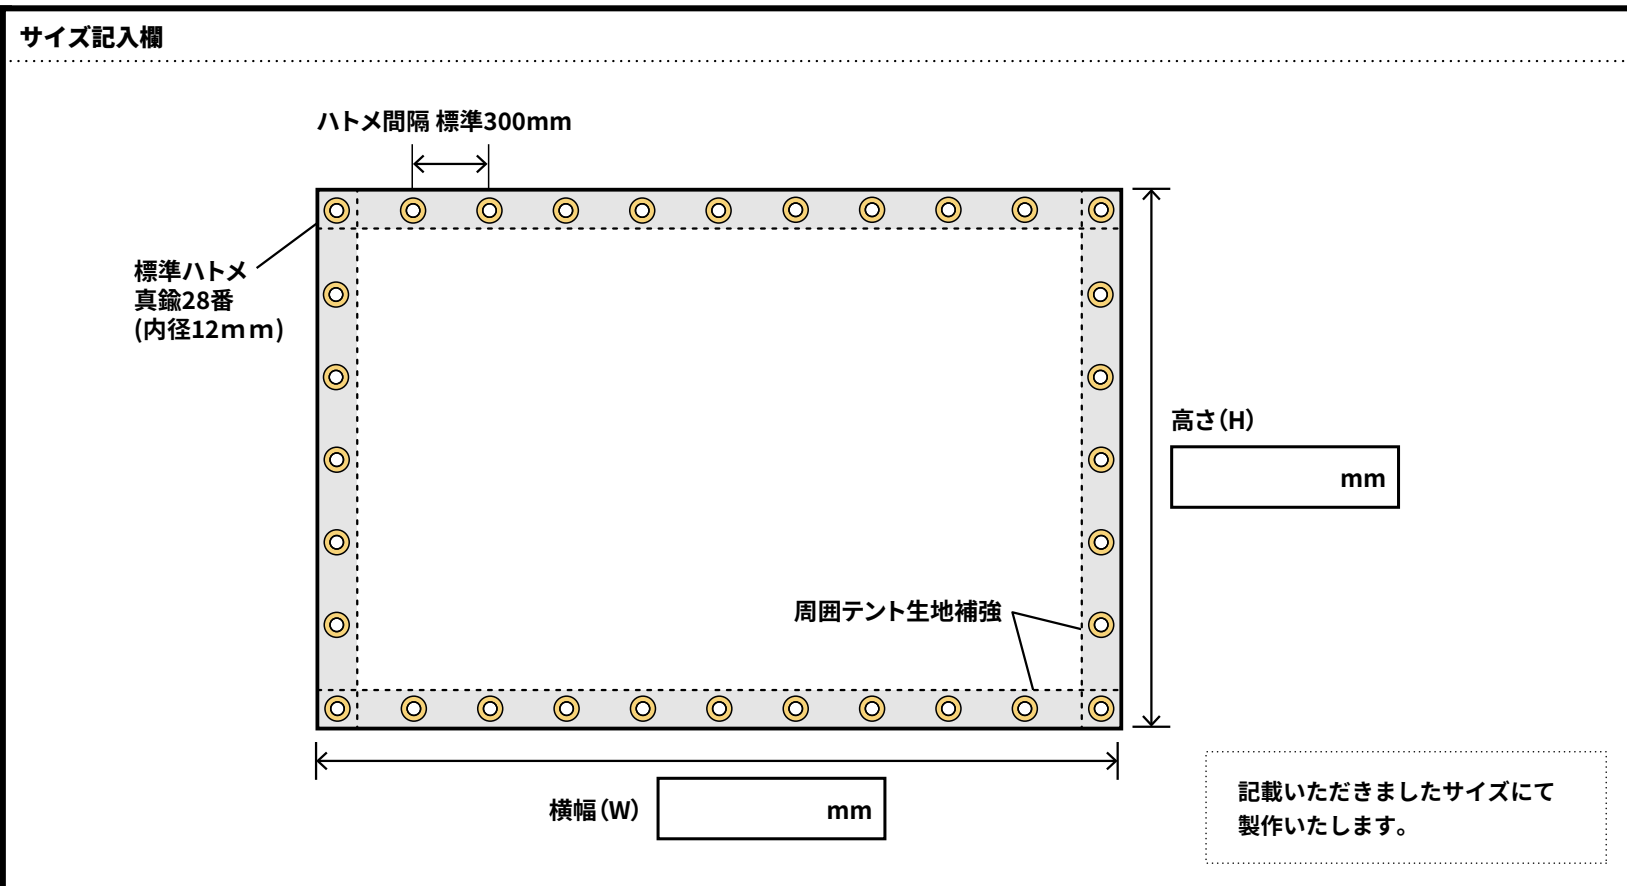 サイズ記入欄
ハトメ間隔 標準300mm
標準ハトメ
真鍮28番
(内径12ｍｍ)
高さ（H）
mm
周囲テント生地補強
横幅（W）
mm
記載いただきましたサイズにて
製作いたします。